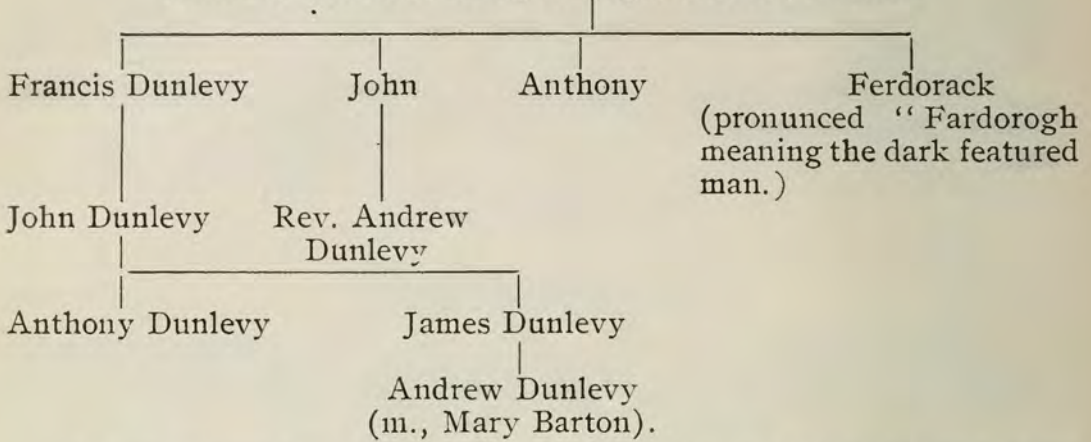 Francis Dunlevy John Anthony Ferdorack
(pronunced “ Fardorogh
meaning the dark featured
man.)
John Dunlevy Rev. Andrew
Dunlevy
Anthony Dunlevy James Dunlevy
Andrew Dunlevy
(m., Mary Barton).